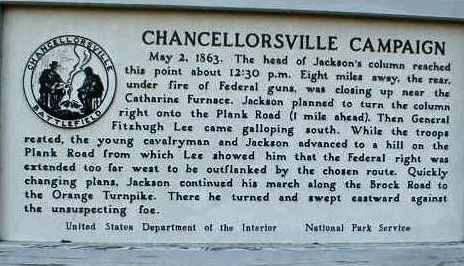 CHANCELLORSVILLE
BATTLEFIELD
CHANCELLORSVILLE CAMPAIGN
May 2, 1863. The head of Jackson's column reached
this point about 12:30 p.m. Eight miles away, the rear,
under fire of Federal guns, was closing up near the
Catharine Furnace. Jackson planned to turn the column
right onto the Plank Road (1 mile ahead). Then General
Fitzhugh Lee came galloping south. While the troops
rested, the young cavalryman and Jackson advanced to a hill on the
Plank Road from which Lee showed him that the Federal right was
extended too far west to be outflanked by the chosen route. Quickly
changing plans, Jackson continued his march along the Brock Road to
the Orange Turnpike. There he turned and swept eastward against
the unsuspecting foe.
United States Department of the Interior National Park Service